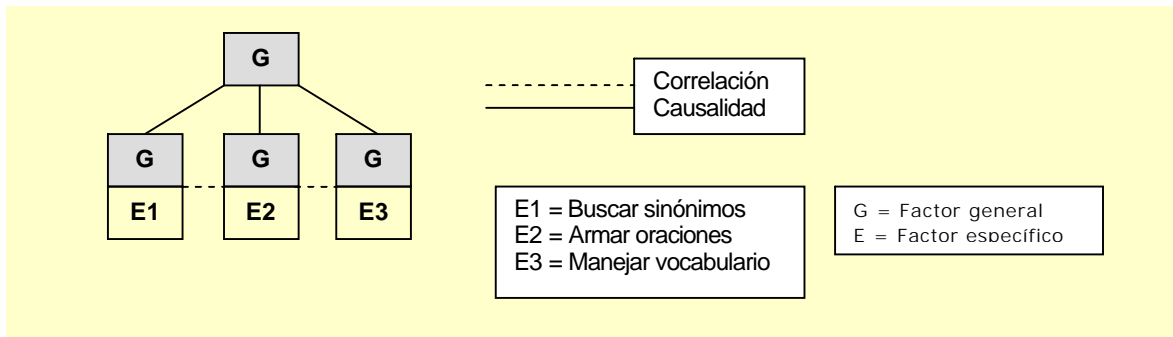 G
Correlación
Causalidad
G G G
E1 E2 E3
E1 = Buscar sinónimos
E2 = Armar oraciones
E3 = Manejar vocabulario
G = Factor general
E = Factor específico